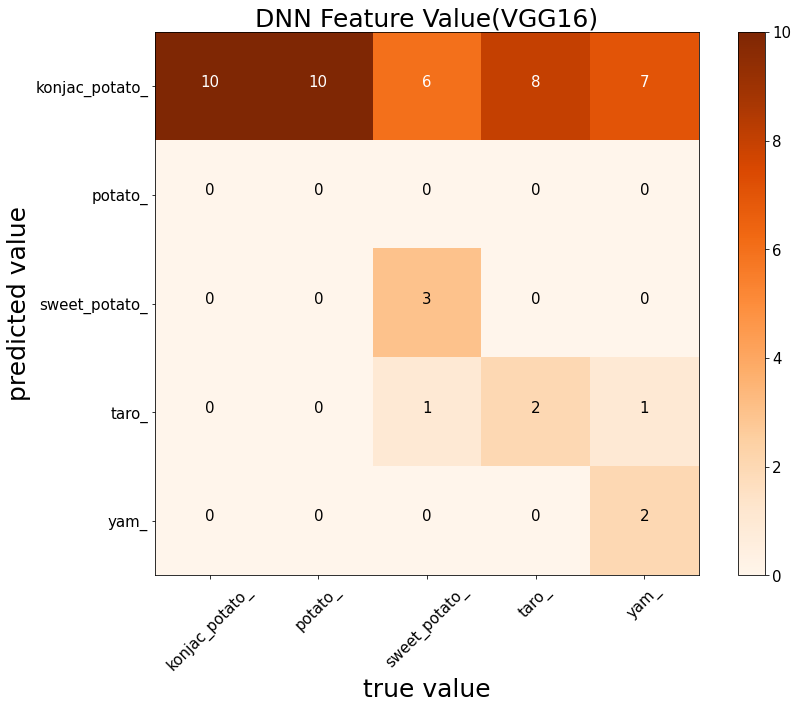 DNN Feature Value(VGG16)
konjac_potato_ 10 10 6 8 7
potato_ 0 0 0 0 0
sweet_potato_ 0 0 3 0 0
taro_ 0 0 1 2 1
yam_ 0 0 0 0 2
konjac_potato_ potato_ sweet_potato_ taro_ yam_
true value
predicted value
10
8
6
4
2
0